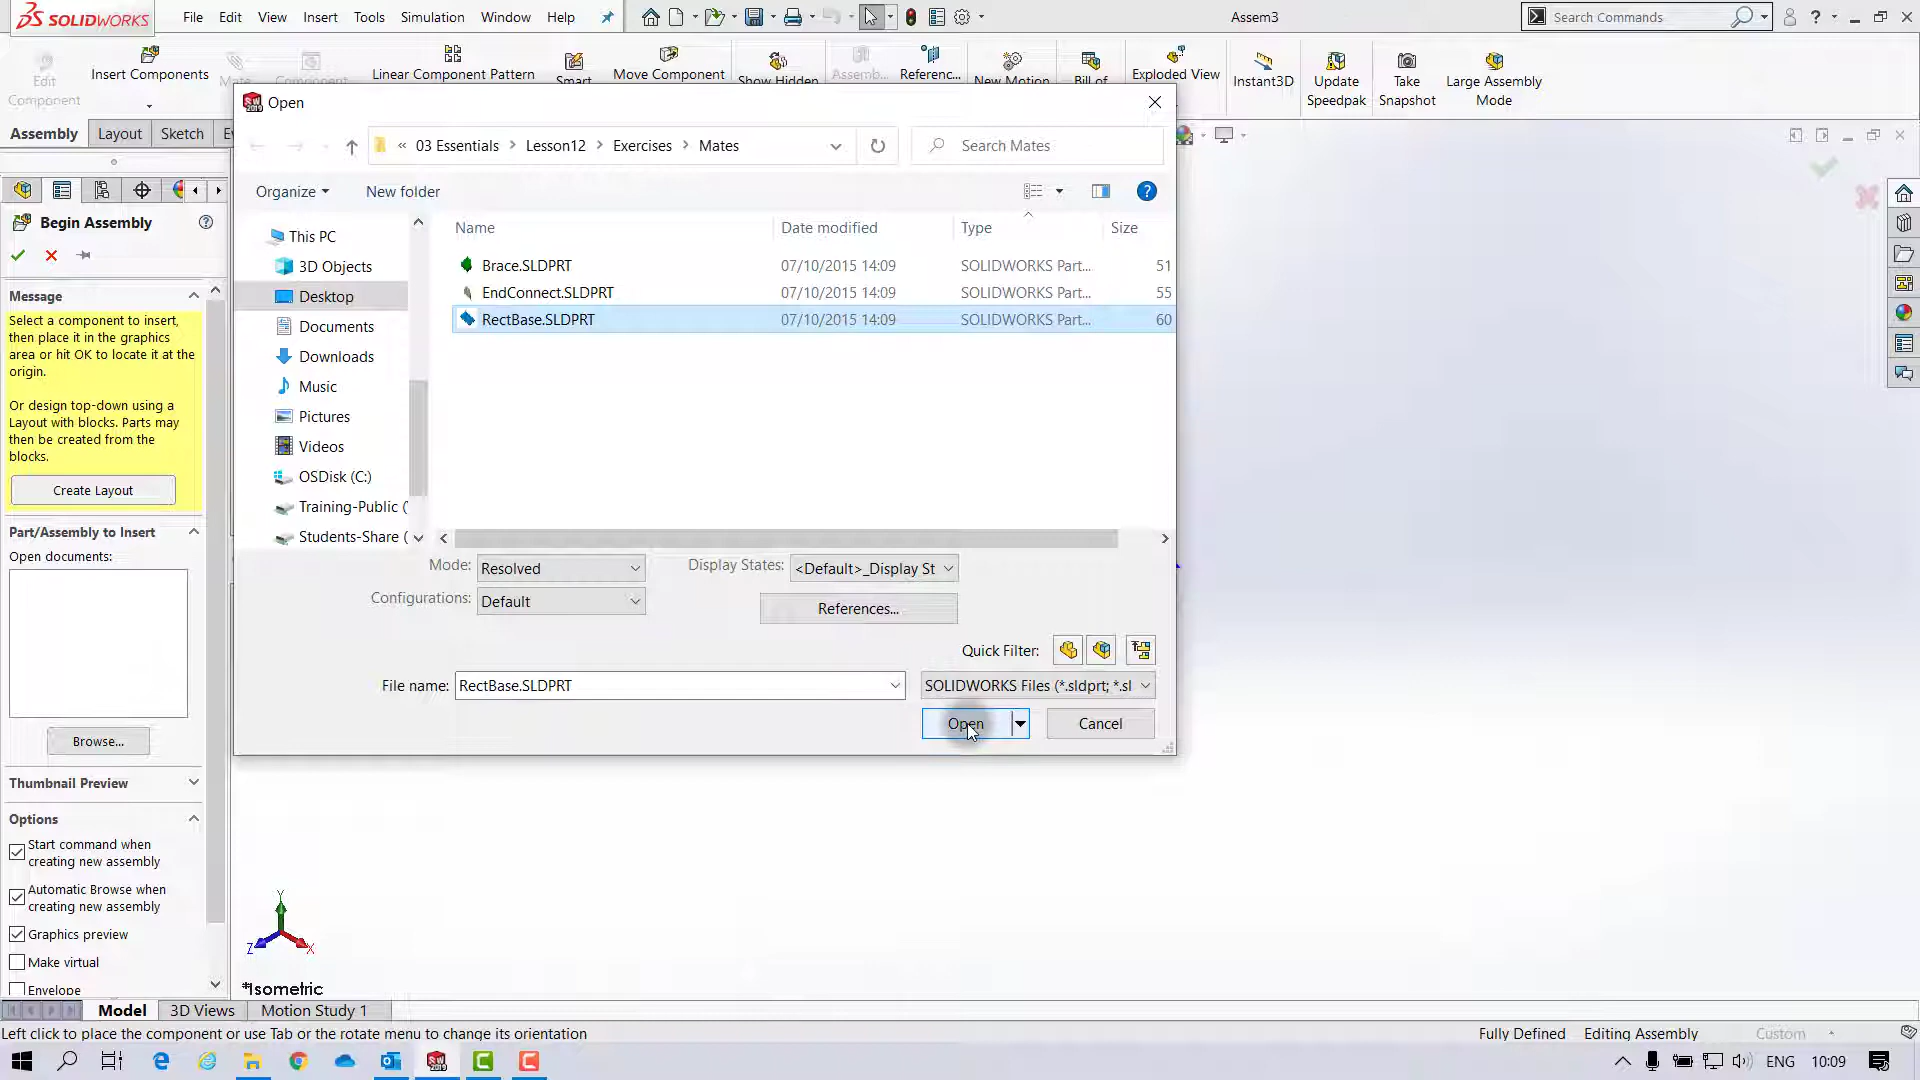 SOLIDWORKS File Edit View Insert Tools Simulation Window Help Assem3 Search Commands
Edit Component Insert Components Mate Component Linear Component Pattern Smart Move Component Show Hidden Assemb... Referenc... New Motion Bill of Exploded View Instant3D Update Speedpak Take Snapshot Large Assembly Mode
Assembly Layout Sketch
Open
« 03 Essentials > Lesson12 > Exercises > Mates Search Mates
Organize New folder
Begin Assembly
Message
Select a component to insert,
then place it in the graphics
area or hit OK to locate it at the
origin.
Or design top-down using a
Layout with blocks. Parts may
then be created from the
blocks.
Create Layout
Part/Assembly to Insert
Open documents:
Browse...
Thumbnail Preview
Options
Start command when
creating new assembly
Automatic Browse when
creating new assembly
Graphics preview
Make virtual
Envelope
This PC
3D Objects
Desktop
Documents
Downloads
Music
Pictures
Videos
OSDisk (C:)
Training-Public (
Students-Share (
Name Date modified Type Size
Brace.SLDPRT 07/10/2015 14:09 SOLIDWORKS Part... 51
EndConnect.SLDPRT 07/10/2015 14:09 SOLIDWORKS Part... 55
RectBase.SLDPRT 07/10/2015 14:09 SOLIDWORKS Part... 60
Mode: Resolved Display States: <Default>_Display St
Configurations: Default References...
Quick Filter:
File name: RectBase.SLDPRT SOLIDWORKS Files (*.sldprt; *.sl
Open Cancel
Y
Z X
*Isometric
Model 3D Views Motion Study 1
Left click to place the component or use Tab or the rotate menu to change its orientation Fully Defined Editing Assembly Custom
ENG 10:09